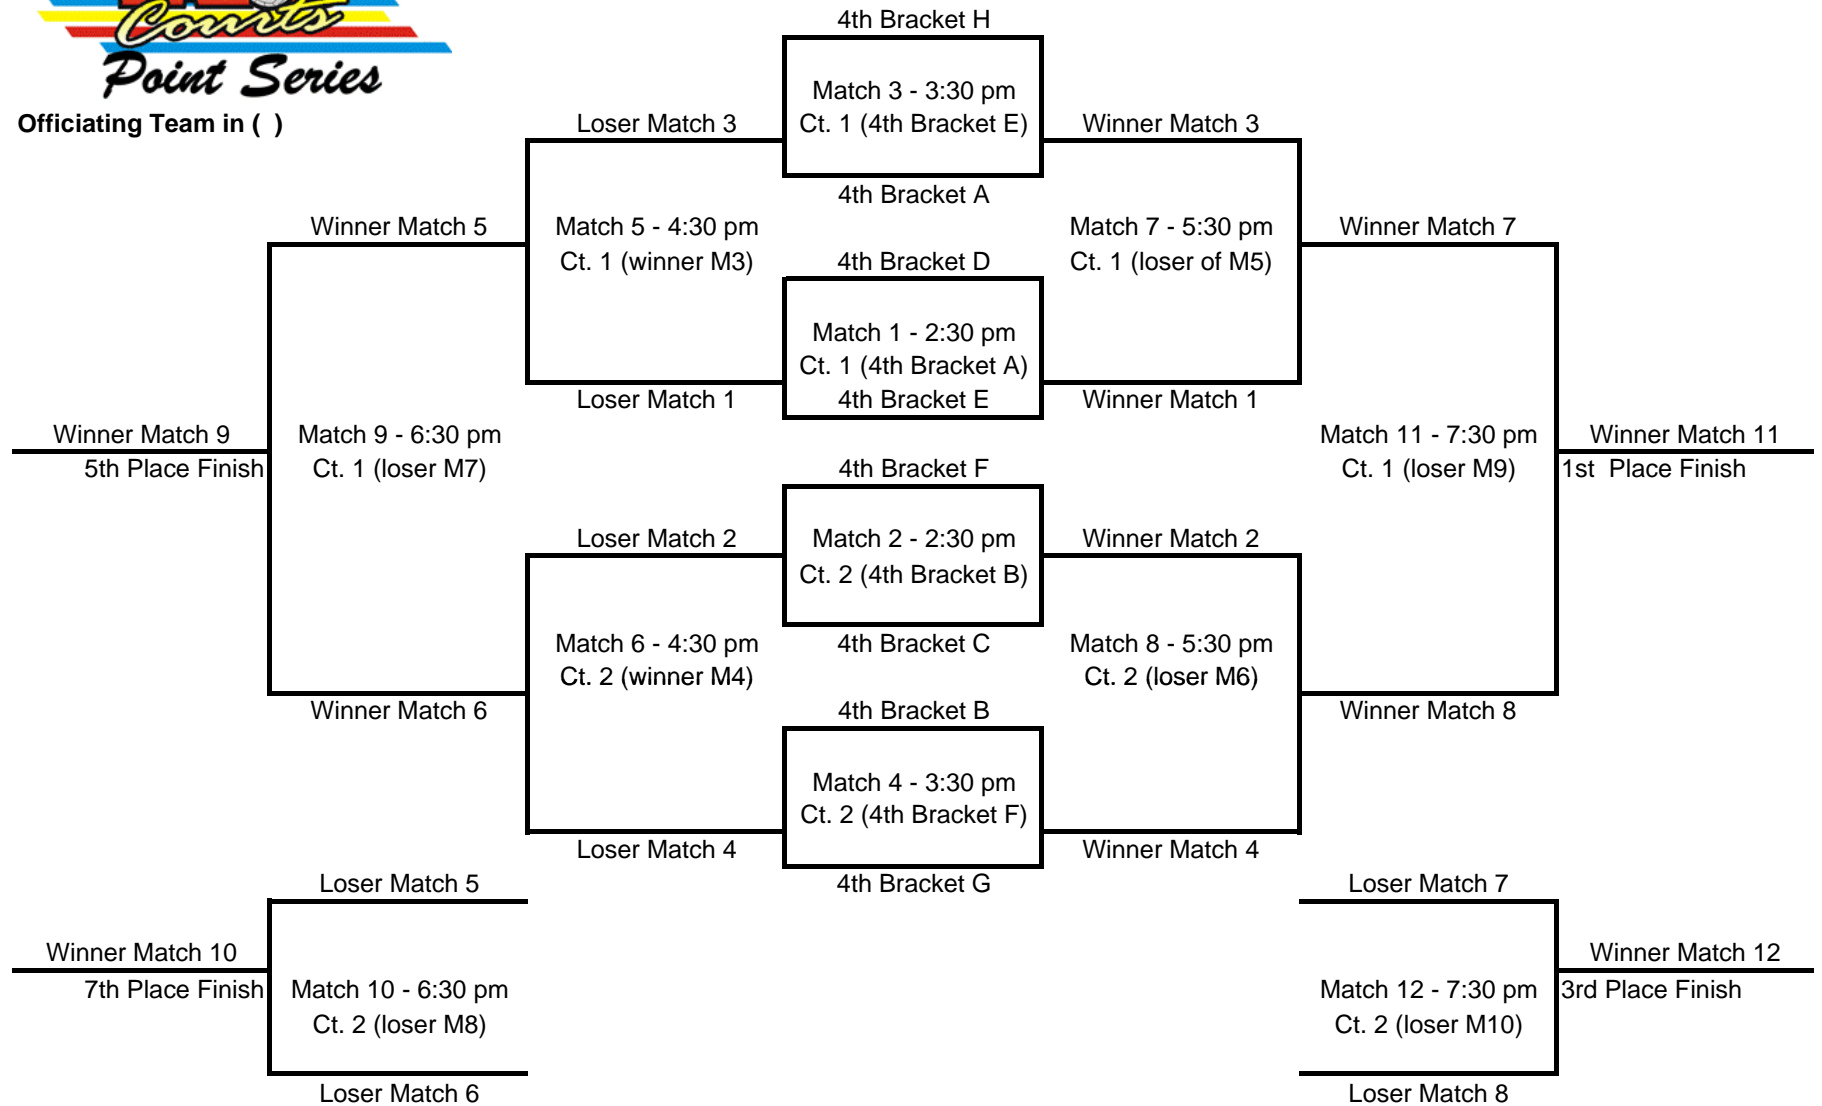 Courts
Point Series
Officiating Team in ( )
4th Bracket H
Match 3 - 3:30 pm
Ct. 1 (4th Bracket E)
Loser Match 3
Winner Match 3
4th Bracket A
Winner Match 5
Match 5 - 4:30 pm
Ct. 1 (winner M3)
Match 7 - 5:30 pm
Ct. 1 (loser of M5)
Winner Match 7
4th Bracket D
Match 1 - 2:30 pm
Ct. 1 (4th Bracket A)
4th Bracket E
Loser Match 1
Winner Match 1
Winner Match 9
5th Place Finish
Match 9 - 6:30 pm
Ct. 1 (loser M7)
Match 11 - 7:30 pm
Ct. 1 (loser M9)
Winner Match 11
1st  Place Finish
4th Bracket F
Loser Match 2
Match 2 - 2:30 pm
Ct. 2 (4th Bracket B)
Winner Match 2
4th Bracket C
Match 6 - 4:30 pm
Ct. 2 (winner M4)
Match 8 - 5:30 pm
Ct. 2 (loser M6)
Winner Match 6
4th Bracket B
Winner Match 8
Match 4 - 3:30 pm
Ct. 2 (4th Bracket F)
Loser Match 4
Winner Match 4
4th Bracket G
Loser Match 5
Loser Match 7
Winner Match 10
7th Place Finish
Match 10 - 6:30 pm
Ct. 2 (loser M8)
Match 12 - 7:30 pm
Ct. 2 (loser M10)
Winner Match 12
3rd Place Finish
Loser Match 6
Loser Match 8